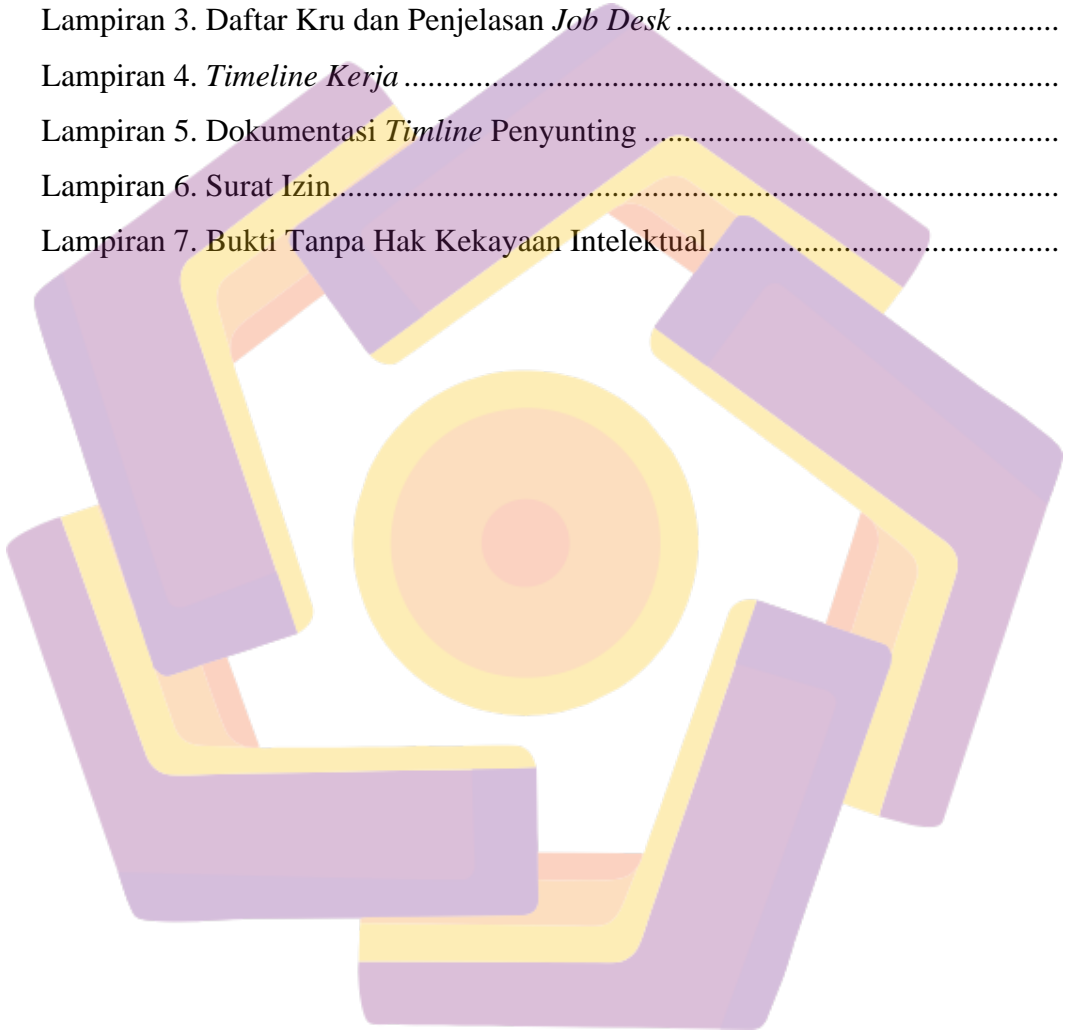 Lampiran 3. Daftar Kru dan Penjelasan Job Desk................................................
Lampiran 4. Timeline Kerja..................................................................................
Lampiran 5. Dokumentasi Timline Penyunting ....................................................
Lampiran 6. Surat Izin...........................................................................................
Lampiran 7. Bukti Tanpa Hak Kekayaan Intelektual............................................